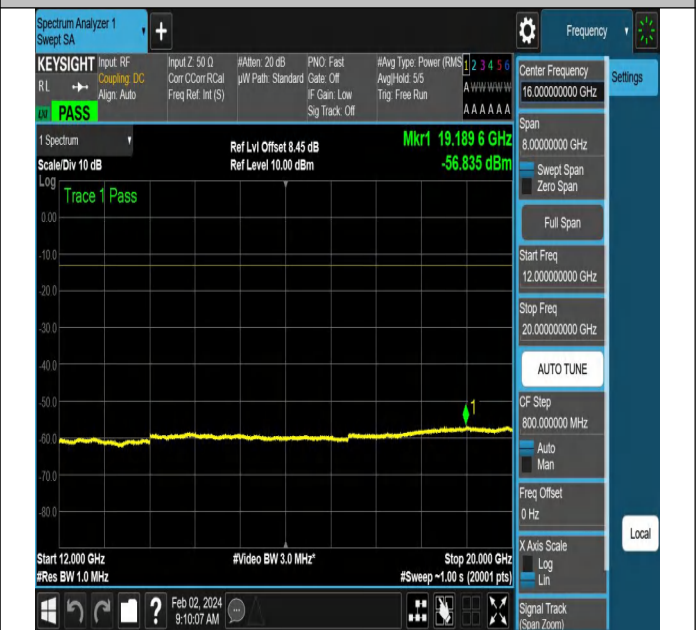 Spectrum Analyzer 1
Swept SA
+
Frequency
KEYSIGHT
RL
Input: RF
Coupling: DC
Align: Auto
Input Z: 50 Ω
Corr CCorr RCal
Freq Ref: Int (S)
#Atten: 20 dB
µW Path: Standard
PNO: Fast
Gate: Off
IF Gain: Low
Sig Track: Off
#Avg Type: Power (RMS
Avg|Hold: 5/5
Trig: Free Run
1 2 3 4 5 6
A W W W W W
A A A A A A
PASS
1 Spectrum
Scale/Div 10 dB
Ref Lvl Offset 8.45 dB
Ref Level 10.00 dBm
Mkr1 19.189 6 GHz
-56.835 dBm
Log
Trace 1 Pass
0.00
-10.0
-20.0
-30.0
-40.0
-50.0
-60.0
-70.0
-80.0
1
Start 12.000 GHz
#Res BW 1.0 MHz
#Video BW 3.0 MHz*
Stop 20.000 GHz
#Sweep ~1.00 s (20001 pts)
?
Feb 02, 2024
9:10:07 AM
Center Frequency
16.000000000 GHz
Settings
Span
8.00000000 GHz
Swept Span
Zero Span
Full Span
Start Freq
12.000000000 GHz
Stop Freq
20.000000000 GHz
AUTO TUNE
CF Step
800.000000 MHz
Auto
Man
Freq Offset
0 Hz
X Axis Scale
Log
Lin
Local
Signal Track
(Span Zoom)